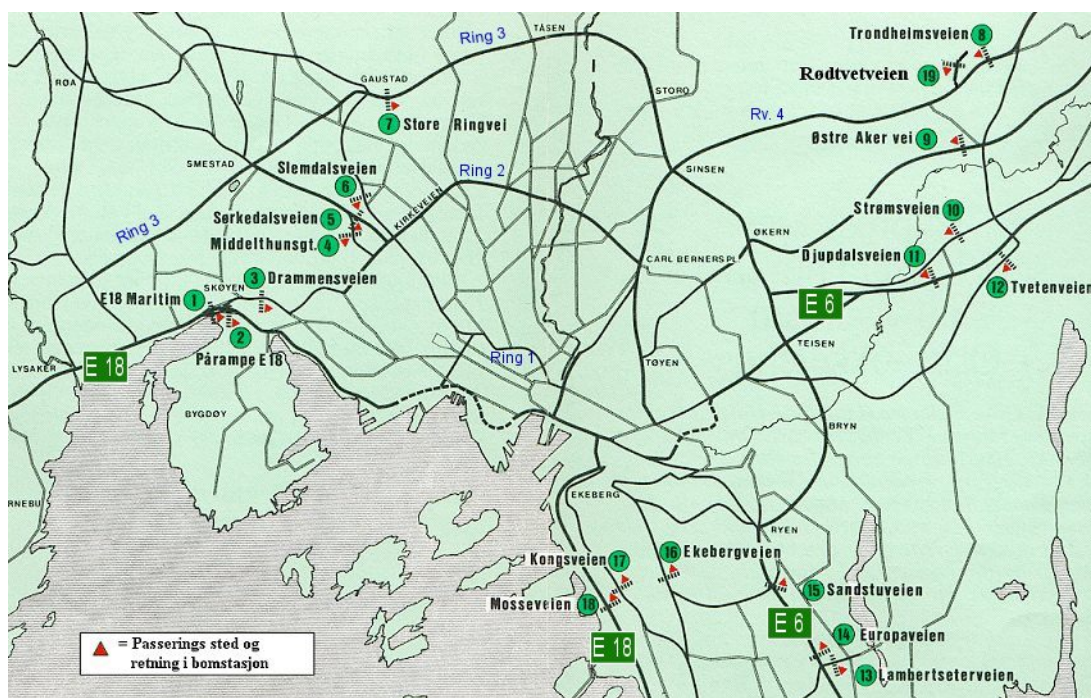 Ring 3
TÅSEN
Trondheimsveien 8
RØA
GAUSTAD
19
Rødtvetveien
STORO
7 Store Ringvei
Rv. 4
Østre Aker vei 9
SMESTAD
Slemdalsveien
6
Ring 2
SINSEN
KIRKEVEIEN
Sørkedalsveien 5
Strømsveien 10
Ring 3
Middelthunsgt. 4
ØKERN
CARL BERNERS PL.
Djupdalsveien 11
3 Drammensveien
SKØYEN
E18 Maritim 1
12
Tvetenveien
E 6
2
Pårampe E18
LYSAKER
E 18
Ring 1
TØYEN
TEISEN
BYGDØY
BRYN
RNEBU
EKEBERG
RYEN
Kongsveien 17
16 Ekebergveien
Mosseveien 18
15 Sandstuveien
E 6
E 18
14 Europaveien
13 Lambertseterveien
= Passerings sted og
retning i bomstasjon